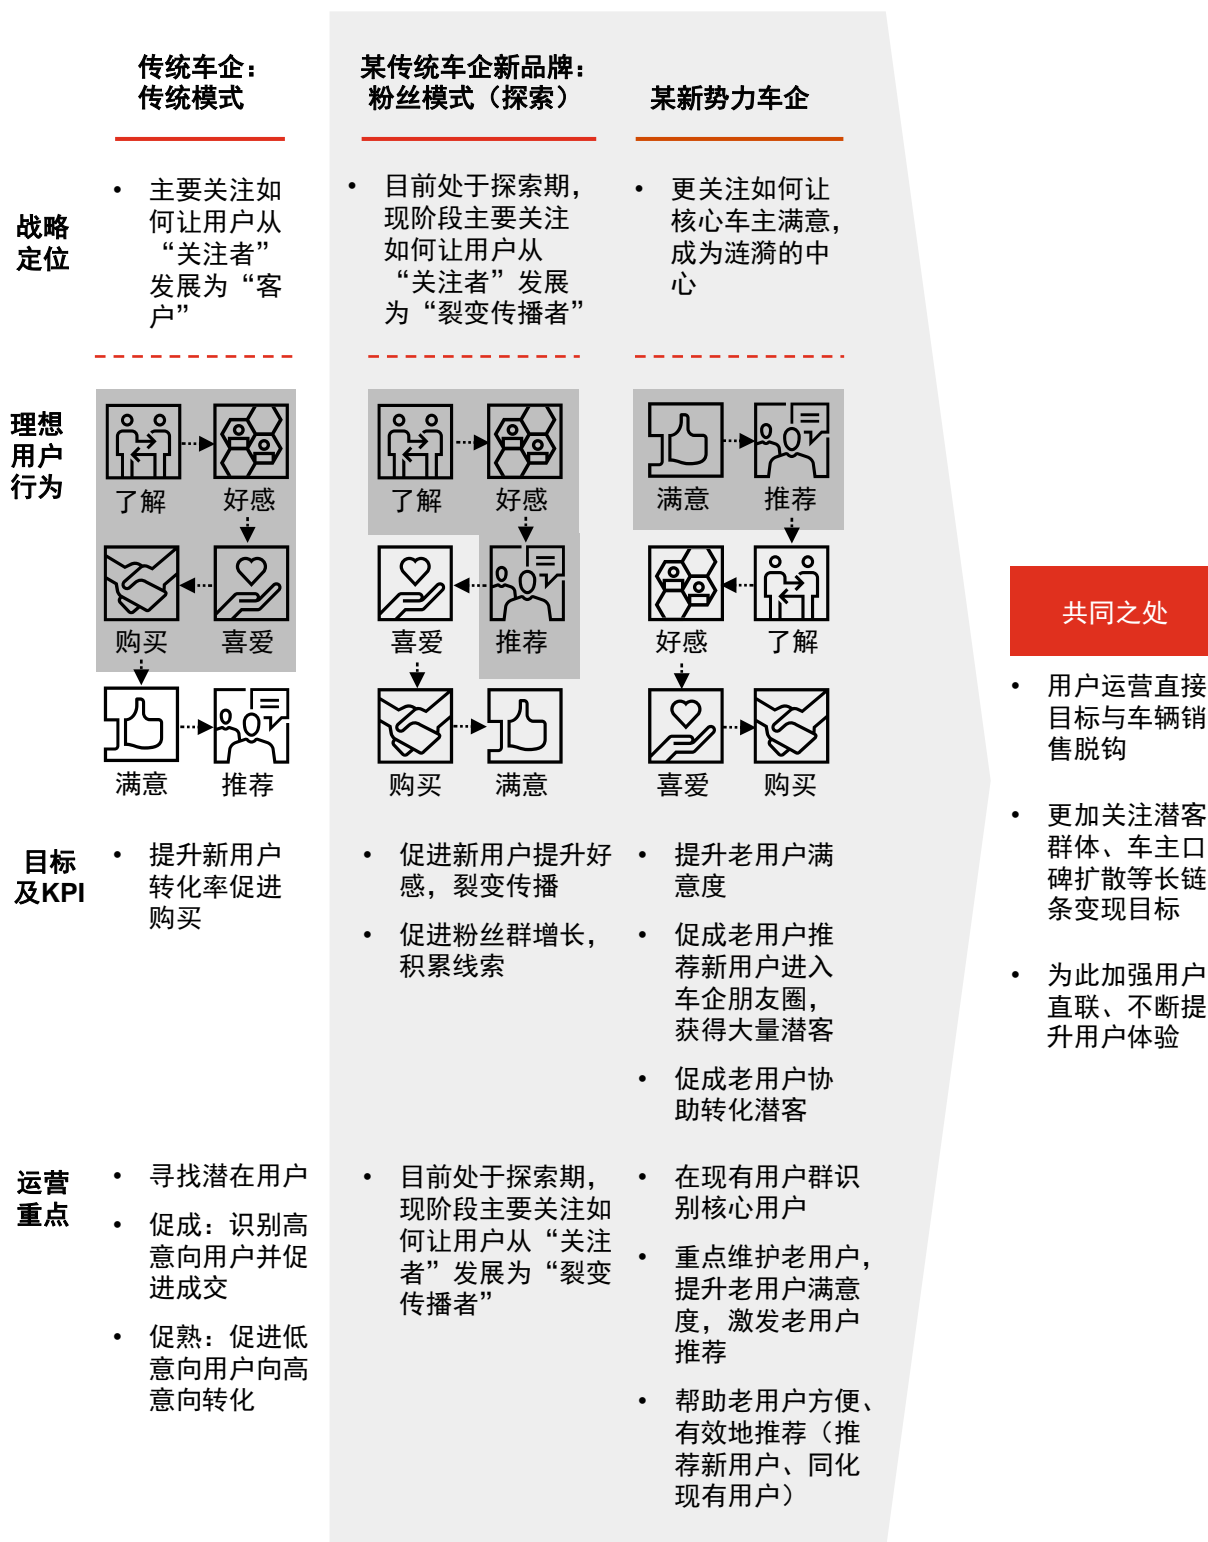 传统车企：
传统模式
某传统车企新品牌：
粉丝模式（探索）
某新势力车企
战略
定位
• 主要关注如
何让用户从
“关注者”
发展为“客
户”
• 目前处于探索期，
现阶段主要关注
如何让用户从
“关注者”发展
为“裂变传播者”
• 更关注如何让
核心车主满意，
成为涟漪的中
心
理想
用户
行为
了解
好感
购买
喜爱
满意
推荐
了解
好感
喜爱
推荐
购买
满意
满意
推荐
好感
了解
喜爱
购买
目标
及KPI
• 提升新用户
转化率促进
购买
• 促进新用户提升好
感，裂变传播
• 促进粉丝群增长，
积累线索
• 提升老用户满
意度
• 促成老用户推
荐新用户进入
车企朋友圈，
获得大量潜客
• 促成老用户协
助转化潜客
运营
重点
• 寻找潜在用户
• 促成：识别高
意向用户并促
进成交
• 促熟：促进低
意向用户向高
意向转化
• 目前处于探索期，
现阶段主要关注如
何让用户从“关注
者”发展为“裂变
传播者”
• 在现有用户群识
别核心用户
• 重点维护老用户，
提升老用户满意
度，激发老用户
推荐
• 帮助老用户方便、
有效地推荐（推
荐新用户、同化
现有用户）
共同之处
• 用户运营直接
目标与车辆销
售脱钩
• 更加关注潜客
群体、车主口
碑扩散等长链
条变现目标
• 为此加强用户
直联、不断提
升用户体验